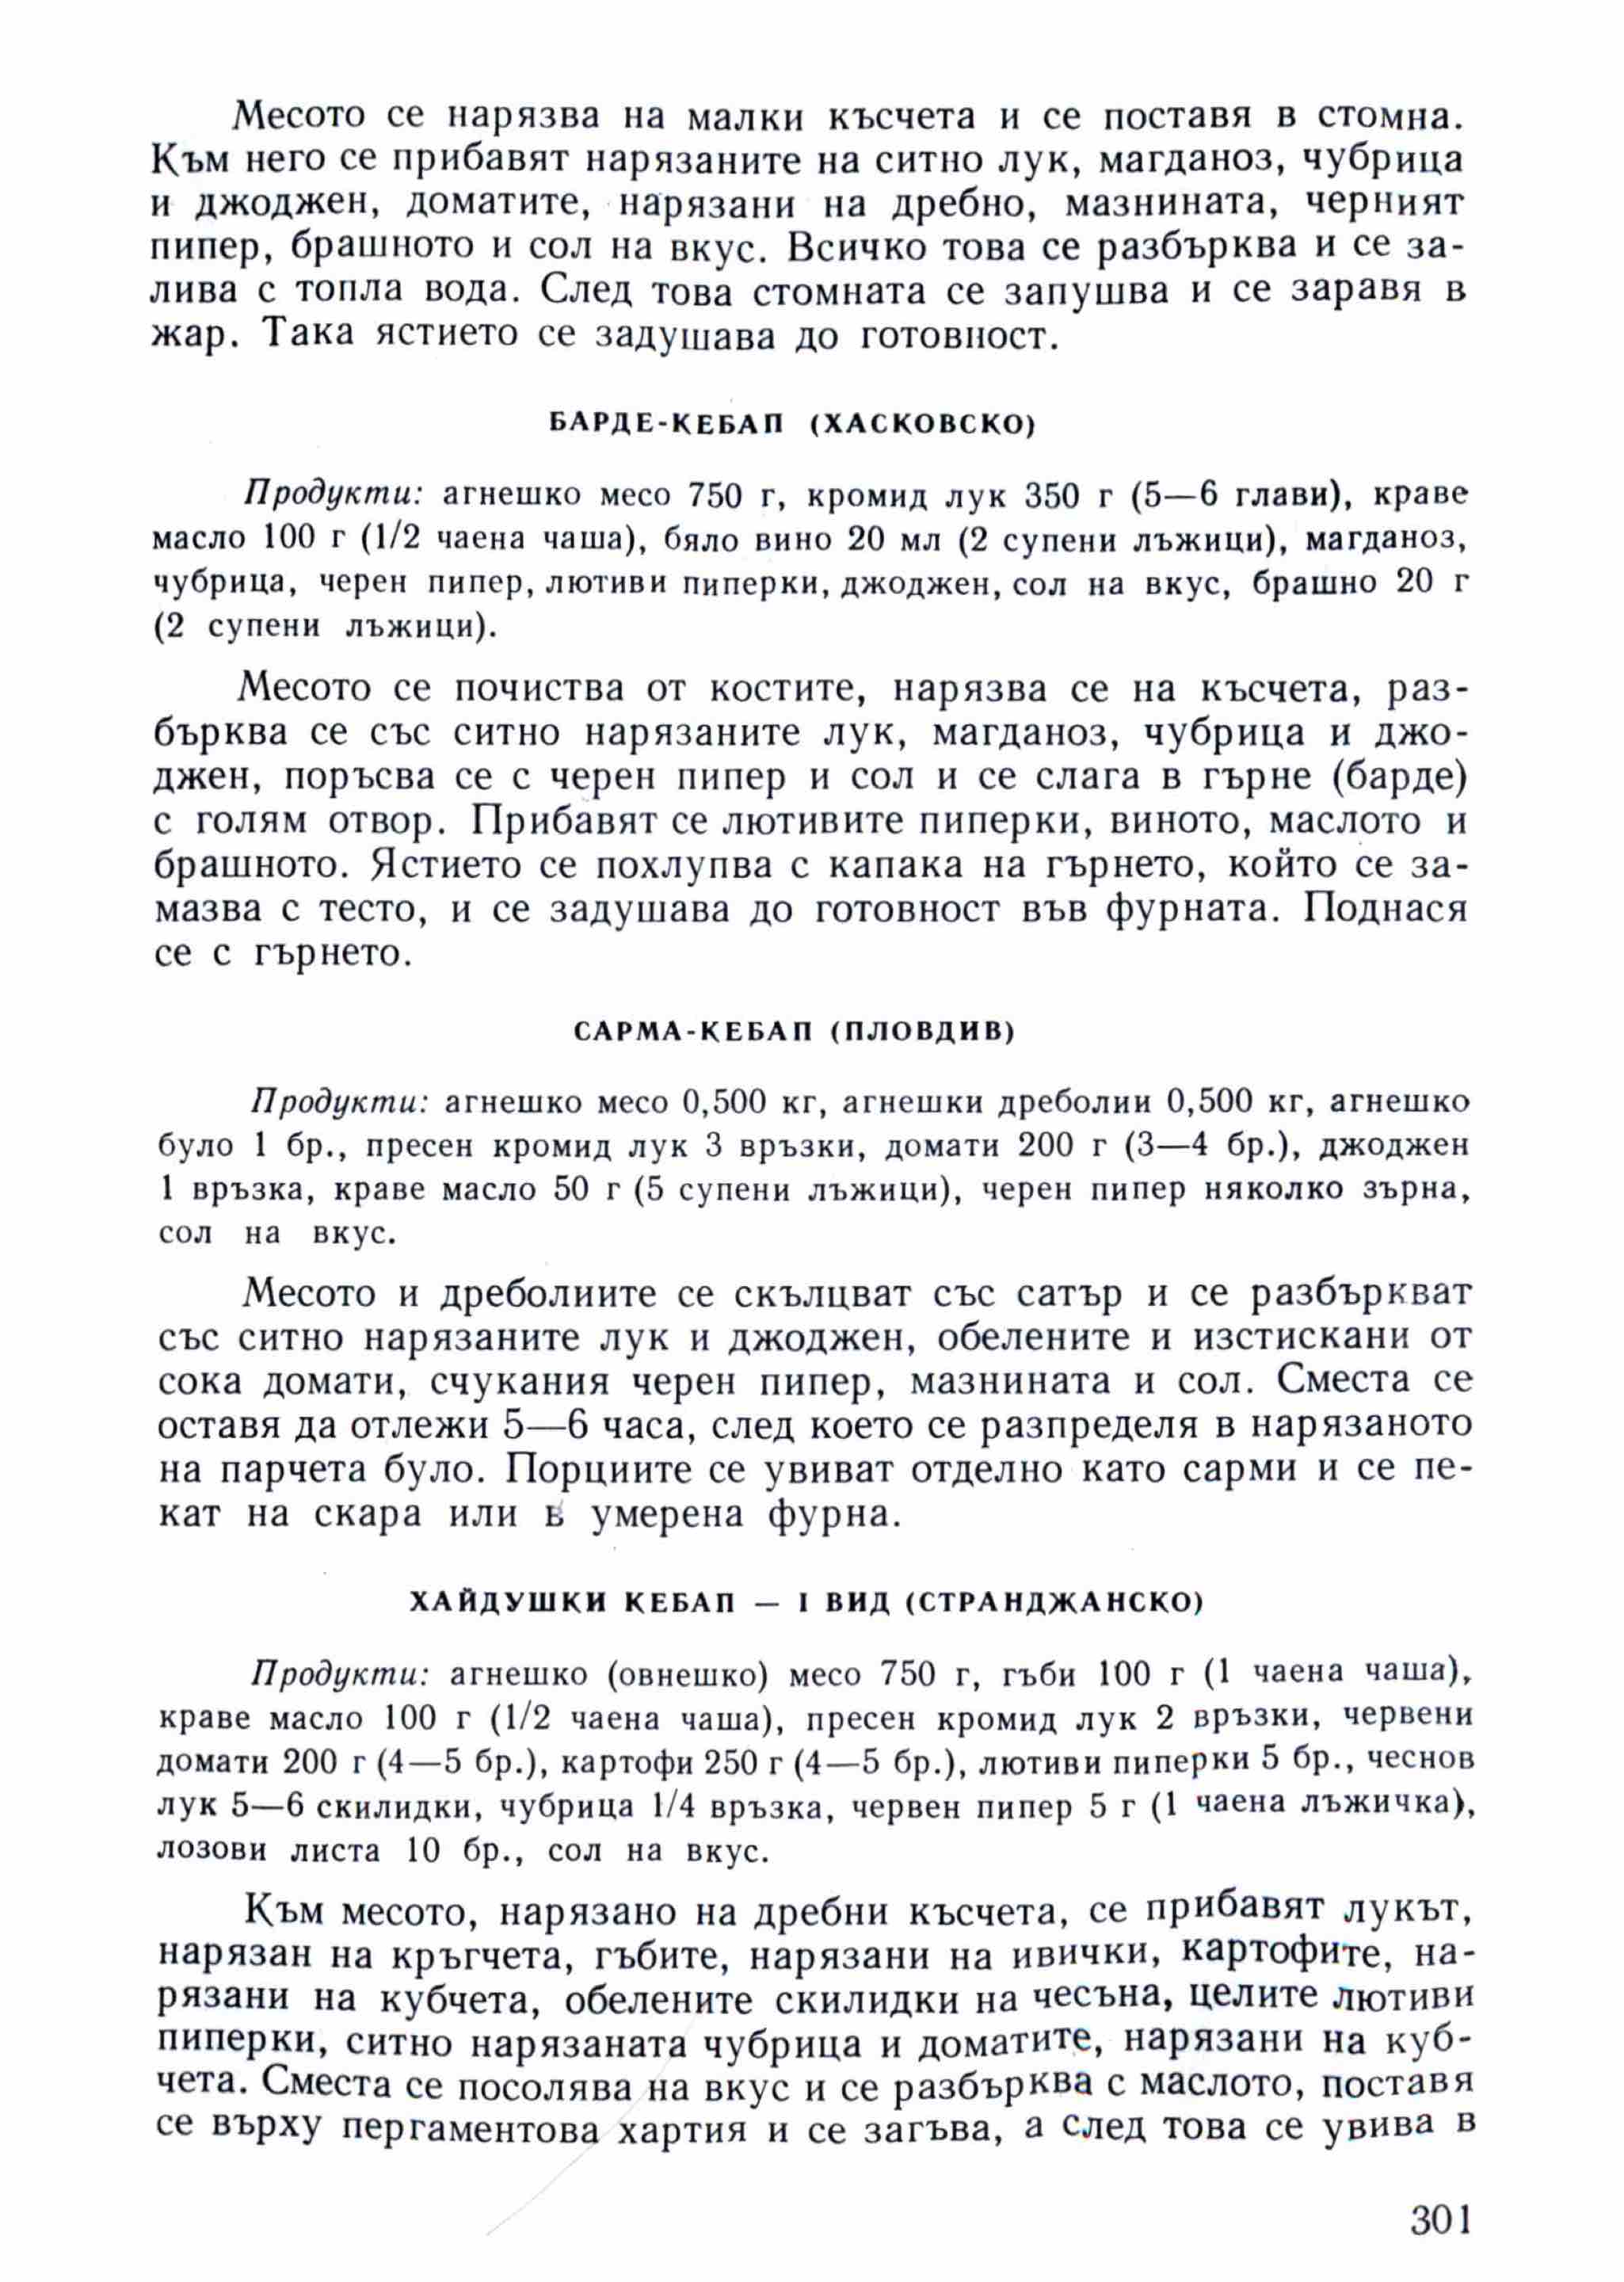 Месото се нарязва на малки късчета и се поставя в стомна.
Към него се прибавят нарязаните на ситно лук, магданоз, чубрица
и джоджен, доматите, нарязани на дребно, мазнината, черният
пипер, брашното и сол на вкус. Всичко това се разбърква и се за-
лива с топла вода. След това стомната се запушва и се заравя в
жар. Така ястието се задушава до готовност.
БАРДЕ-КЕБАП (ХАСКОВСКО)
Продукти: агнешко месо 750 г, кромид лук 350 г (5—6 глави), краве
масло 100 г (1/2 чаена чаша), бяло вино 20 мл (2 супени лъжици), магданоз,
чубрица, черен пипер, лютиви пиперки, джоджен, сол на вкус, брашно 20 г
(2 супени лъжици).
Месото се почиства от костите, нарязва се на късчета, раз-
бърква се със ситно нарязаните лук, магданоз, чубрица и джо-
джен, поръсва се с черен пипер и сол и се слага в гърне (барде)
с голям отвор. Прибавят се лютивите пиперки, виното, маслото и
брашното. Ястието се похлупва с капака на гърнето, който се за-
мазва с тесто, и се задушава до готовност във фурната. Поднася
се с гърнето.
САРМА-КЕБАП (ПЛОВДИВ)
Продукти: агнешко месо 0,500 кг, агнешки дреболии 0,500 кг, агнешко
було 1 бр., пресен кромид лук 3 връзки, домати 200 г (3—4 бр.), джоджен
1 връзка, краве масло 50 г (5 супени лъжици), черен пипер няколко зърна,
сол на вкус.
Месото и дреболиите се скълцват със сатър и се разбъркват
със ситно нарязаните лук и джоджен, обелените и изстискани от
сока домати, счукания черен пипер, мазнината и сол. Сместа се
оставя да отлежи 5—6 часа, след което се разпределя в нарязаното
на парчета було. Порциите се увиват отделно като сарми и се пе-
кат на скара или в умерена фурна.
ХАЙДУШКИ КЕБАП — I ВИД (СТРАНДЖАНСКО)
Продукти: агнешко (овнешко) месо 750 г, гъби 100 г (1 чаена чаша),
краве масло 100 г (1/2 чаена чаша), пресен кромид лук 2 връзки, червени
домати 200 г (4—5 бр.), картофи 250 г (4—5 бр.), лютиви пиперки 5 бр., чеснов
лук 5—6 скилидки, чубрица 1/4 връзка, червен пипер 5 г (1 чаена лъжичка),
лозови листа 10 бр., сол на вкус.
Към месото, нарязано на дребни късчета, се прибавят лукът,
нарязан на кръгчета, гъбите, нарязани на ивички, картофите, на-
рязани на кубчета, обелените скилидки на чесъна, целите лютиви
пиперки, ситно нарязаната чубрица и доматите, нарязани на куб-
чета. Сместа се посолява на вкус и се разбърква с маслото, поставя
се върху пергаментова хартия и се загъва, а след това се увива в
301